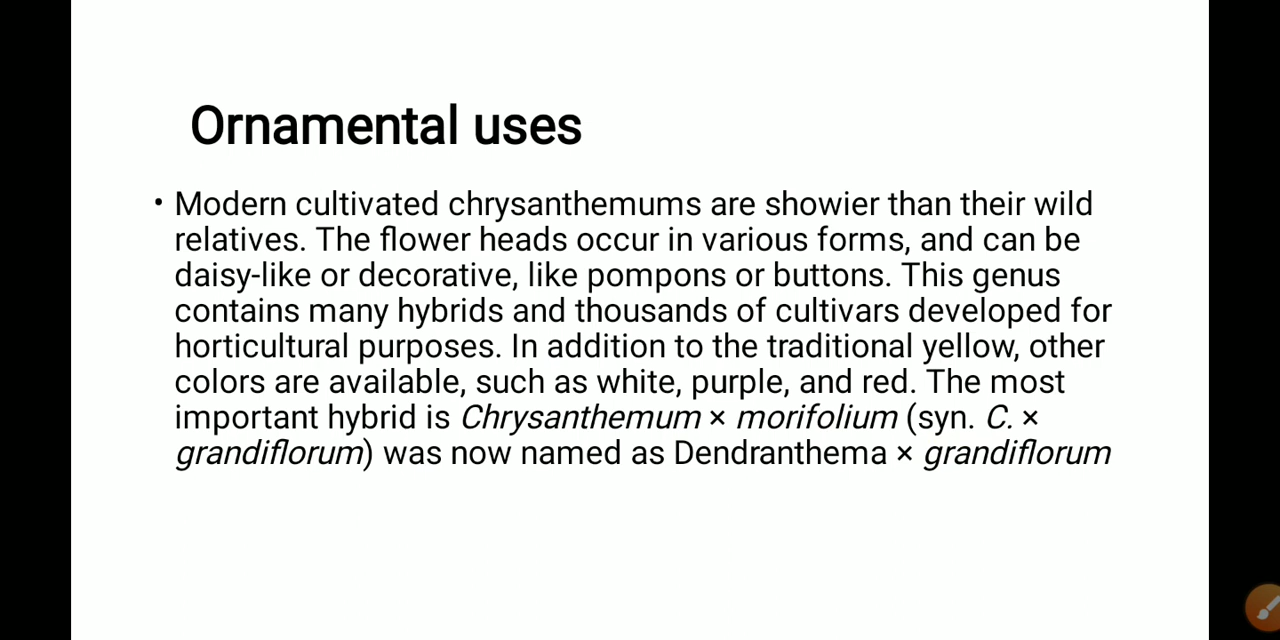 Ornamental uses
• Modern cultivated chrysanthemums are showier than their wild
relatives. The flower heads occur in various forms, and can be
daisy-like or decorative, like pompons or buttons. This genus
contains many hybrids and thousands of cultivars developed for
horticultural purposes. In addition to the traditional yellow, other
colors are available, such as white, purple, and red. The most
important hybrid is Chrysanthemum × morifolium (syn. C. ×
grandiflorum) was now named as Dendranthema × grandiflorum